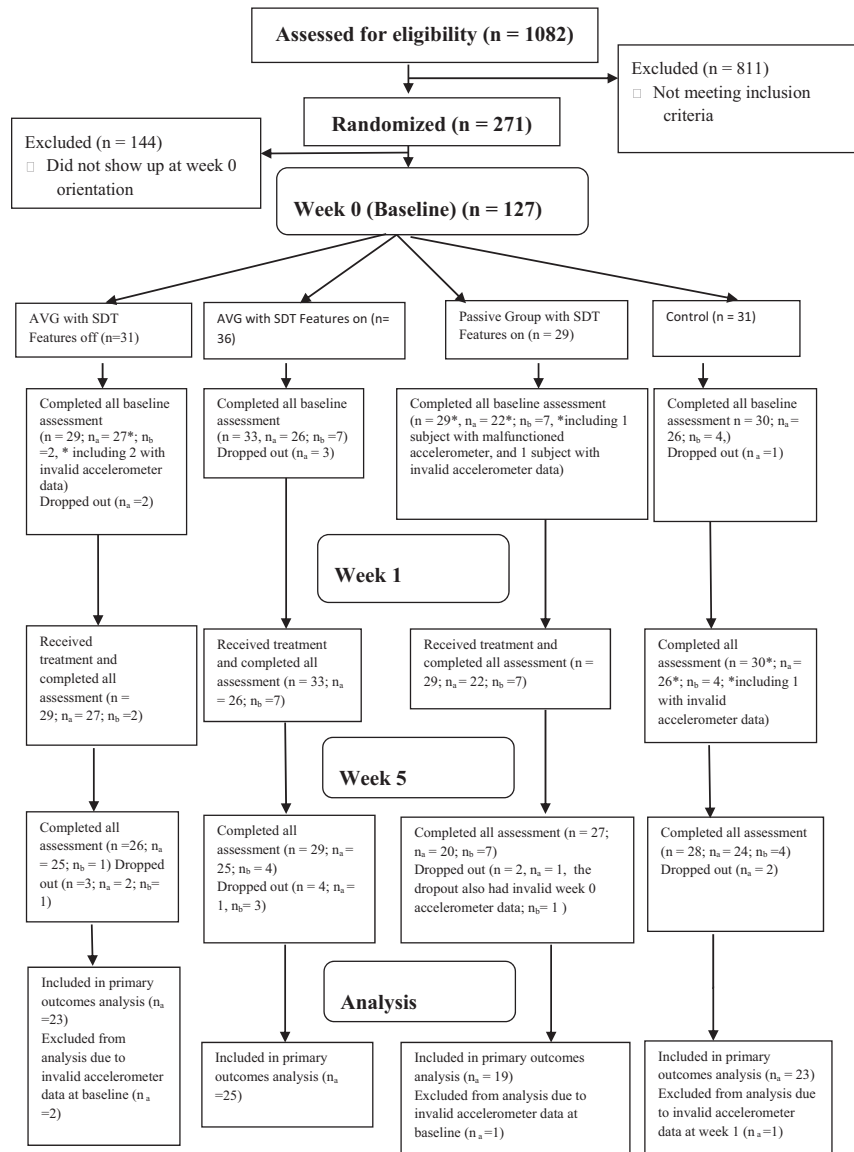 Assessed for eligibility (n = 1082)
Excluded (n = 811)
□ Not meeting inclusion
criteria
Randomized (n = 271)
Excluded (n = 144)
□ Did not show up at week 0
orientation
Week 0 (Baseline) (n = 127)
AVG with SDT
Features off (n=31)
AVG with SDT Features on (n=
36)
Passive Group with SDT
Features on (n = 29)
Control (n = 31)
Completed all baseline
assessment
(n = 29; na = 27*; nb
=2, * including 2 with
invalid accelerometer
data)
Dropped out (na =2)
Completed all baseline
assessment
(n = 33, na = 26; nb =7)
Dropped out (na = 3)
Completed all baseline assessment
(n = 29*, na = 22*; nb =7, *including 1
subject with malfunctioned
accelerometer, and 1 subject with
invalid accelerometer data)
Completed all baseline
assessment n = 30; na =
26; nb = 4,)
Dropped out (na =1)
Week 1
Received
treatment and
completed all
assessment (n =
29; na = 27; nb =2)
Received treatment
and completed all
assessment (n = 33; na
= 26; nb =7)
Received treatment and
completed all assessment (n =
29; na = 22; nb =7)
Completed all
assessment (n = 30*; na =
26*; nb = 4; *including 1
with invalid
accelerometer data)
Week 5
Completed all
assessment (n =26; na
= 25; nb = 1) Dropped
out (n =3; na = 2; nb=
1)
Completed all
assessment (n = 29; na =
25; nb = 4)
Dropped out (n = 4; na =
1, nb= 3)
Completed all assessment (n = 27;
na = 20; nb =7)
Dropped out (n = 2, na = 1, the
dropout also had invalid week 0
accelerometer data; nb= 1 )
Completed all assessment
(n = 28; na = 24; nb =4)
Dropped out (na = 2)
Analysis
Included in primary
outcomes analysis (na
=23)
Excluded from
analysis due to
invalid accelerometer
data at baseline (n a
=2)
Included in primary
outcomes analysis (na
=25)
Included in primary outcomes
analysis (na = 19)
Excluded from analysis due to
invalid accelerometer data at
baseline (n a=1)
Included in primary
outcomes analysis (na = 23)
Excluded from analysis due
to invalid accelerometer
data at week 1 (n a=1)